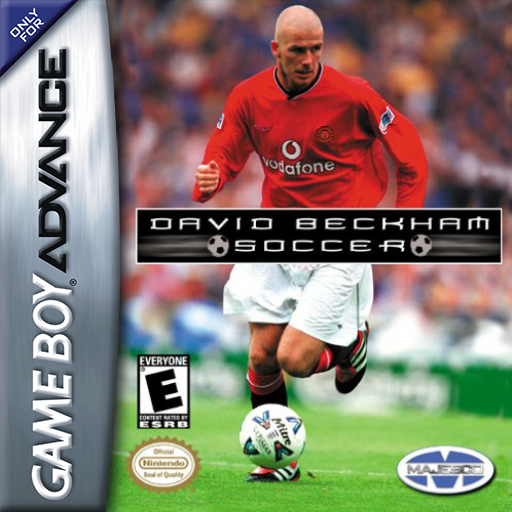 ONLY
FOR
GAME BOY ADVANCE
vodafone
DAVID BECKHAM
SOCCER
EVERYONE
E
CONTENT RATED BY
ESRB
Official
Nintendo
Seal of Quality
Mitre
MAJESCO